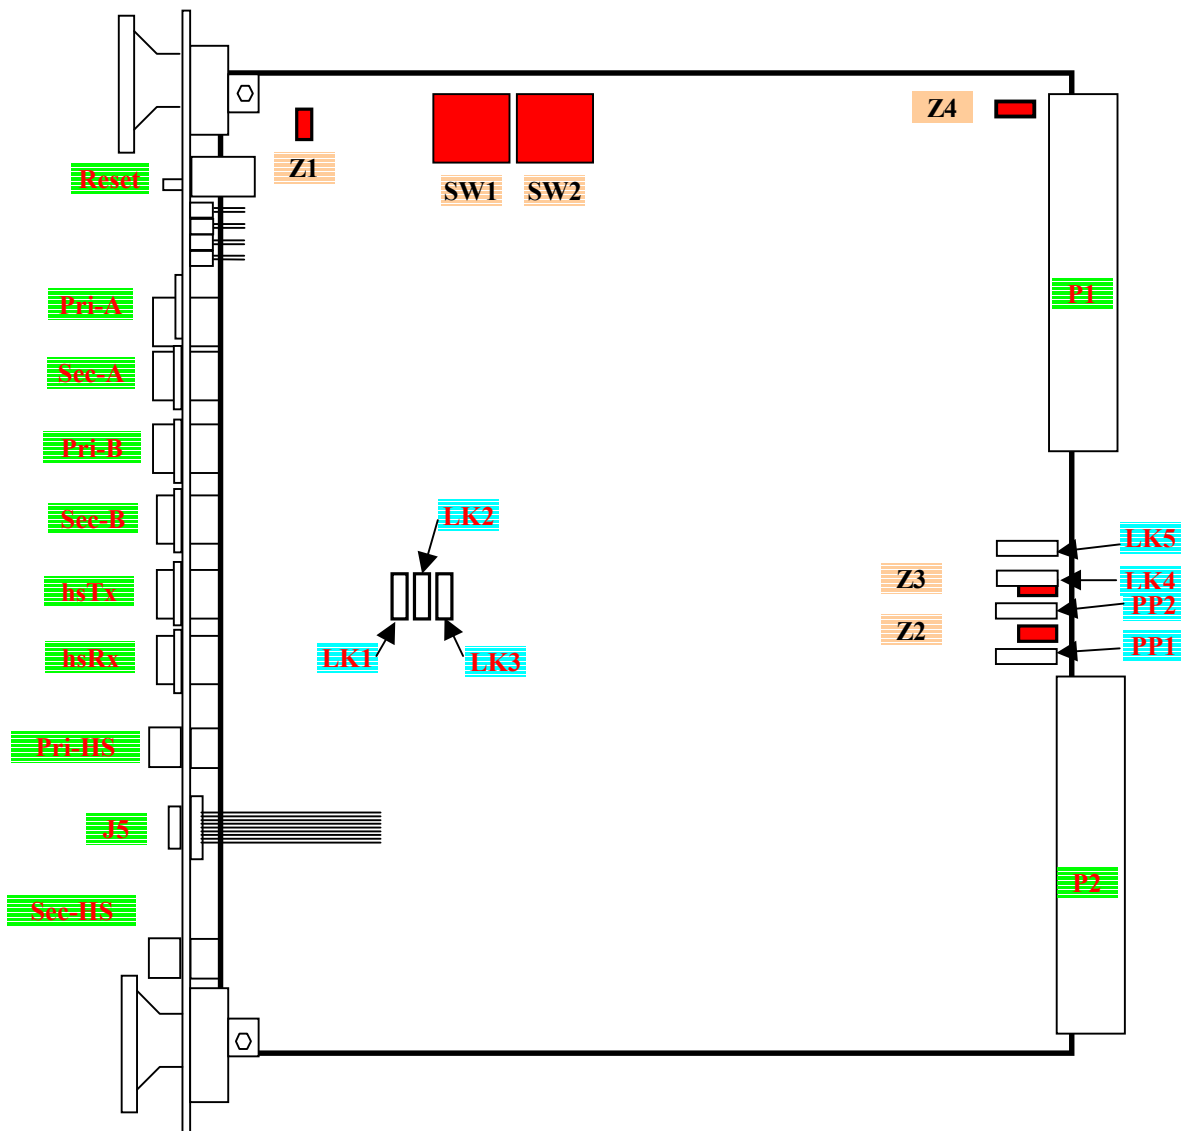 Z4
Z1
Reset
SW1
SW2
Pri-A
P1
Sec-A
Pri-B
LK2
Sec-B
LK5
Z3
LK4
hsTx
PP2
Z2
PP1
LK1
hsRx
LK3
Pri-HS
J5
P2
Sec-HS